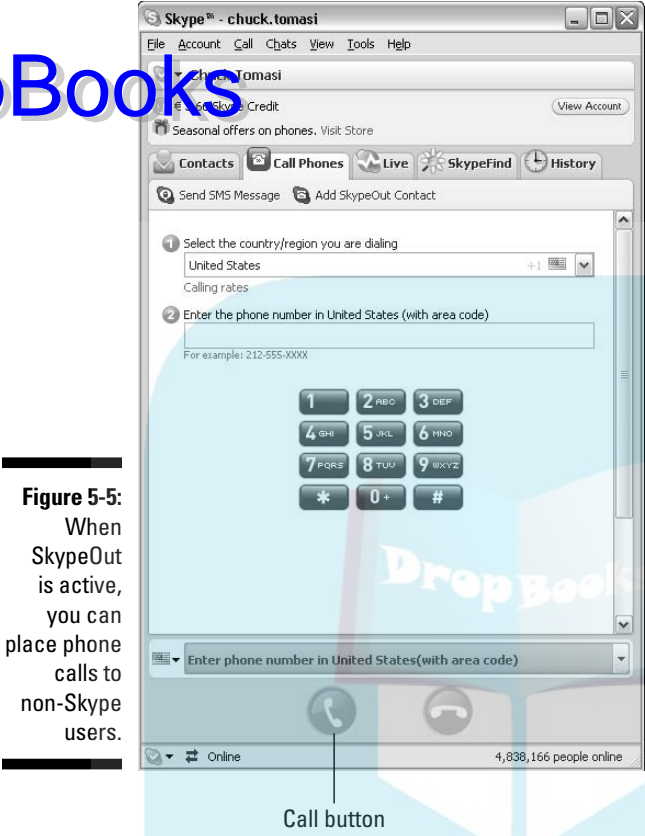 Skype™ - chuck.tomasi
File Account Call Chats View Tools Help
Books
Chuck Tomasi
Skype Credit
View Account
Seasonal offers on phones. Visit Store
Contacts Call Phones Live SkypeFind History
Send SMS Message Add SkypeOut Contact
1 Select the country/region you are dialing
United States +1
Calling rates
2 Enter the phone number in United States (with area code)
For example: 212-555-XXXX
1 2 ABC 3 DEF
4 GHI 5 JKL 6 MNO
7 PQRS 8 TUV 9 WXYZ
* 0 + #
Drop Books
Enter phone number in United States(with area code)
Online 4,838,166 people online
Call button
Figure 5-5:
When
SkypeOut
is active,
you can
place phone
calls to
non-Skype
users.